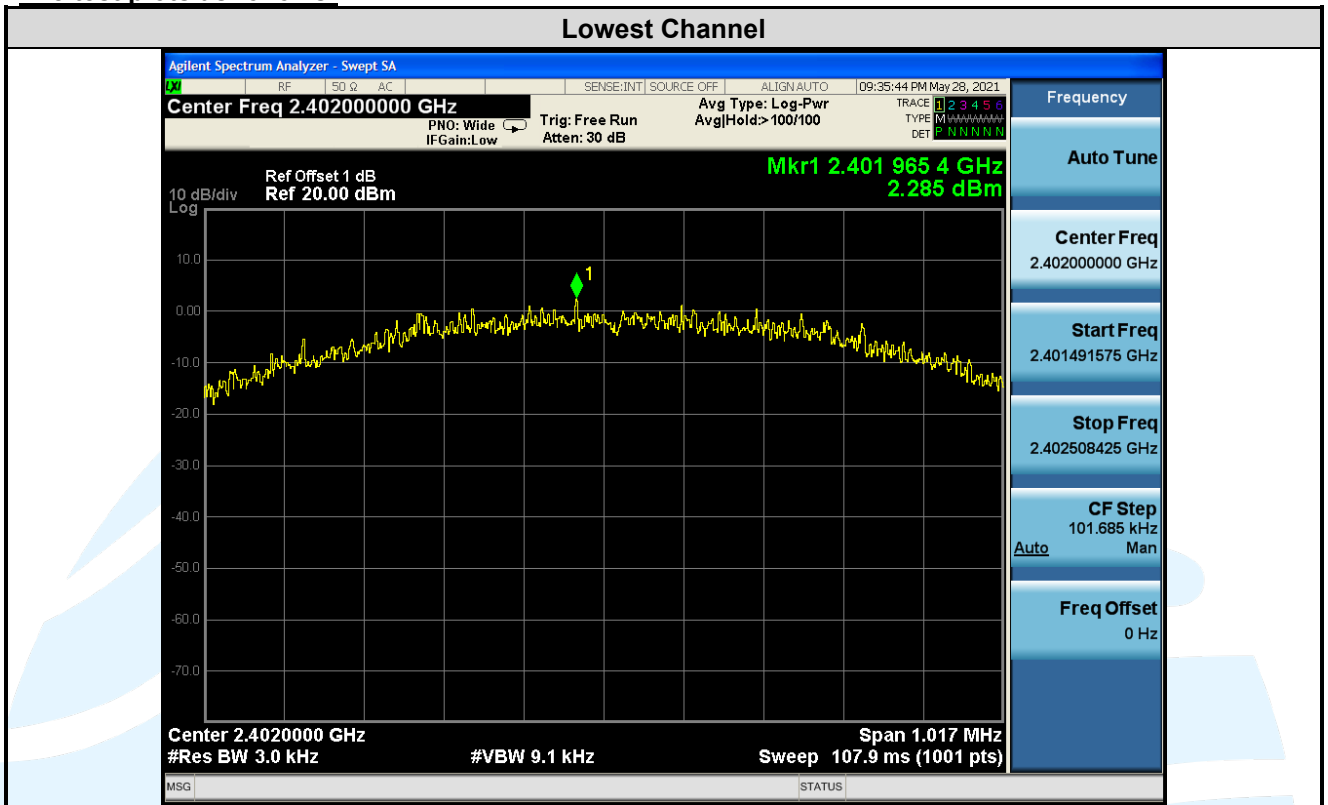 Lowest Channel
Agilent Spectrum Analyzer - Swept SA
LXI RF 50 Ω AC SENSE:INT SOURCE OFF ALIGN AUTO 09:35:44 PM May 28, 2021
Center Freq 2.402000000 GHz
PNO: Wide
IFGain:Low
Trig: Free Run
Atten: 30 dB
Avg Type: Log-Pwr
Avg|Hold:>100/100
TRACE 1 2 3 4 5 6
TYPE M
DET P N N N N N
Frequency
Mkr1 2.401 965 4 GHz
2.285 dBm
Ref Offset 1 dB
10 dB/div Ref 20.00 dBm
Log
1
10.0
0.00
-10.0
-20.0
-30.0
-40.0
-50.0
-60.0
-70.0
Center 2.4020000 GHz Span 1.017 MHz
#Res BW 3.0 kHz #VBW 9.1 kHz Sweep 107.9 ms (1001 pts)
Auto Tune
Center Freq
2.402000000 GHz
Start Freq
2.401491575 GHz
Stop Freq
2.402508425 GHz
CF Step
101.685 kHz
Auto Man
Freq Offset
0 Hz
MSG STATUS